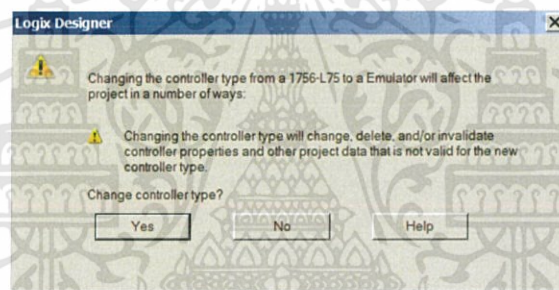 Logix Designer
Changing the controller type from a 1756-L75 to a Emulator will affect the
project in a number of ways:
Changing the controller type will change, delete, and/or invalidate
controller properties and other project data that is not valid for the new
controller type.
Change controller type?
Yes No Help